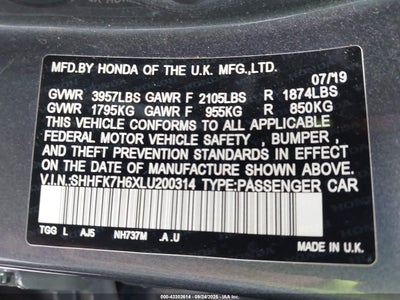 MFD.BY HONDA OF THE U.K.MFG.,LTD.
07/19
GVWR 3957LBS GAWR F 2105LBS R 1874LBS
GVWR 1795KG GAWR F 955KG R 850KG
THIS VEHICLE CONFORMS TO ALL APPLICABLE
FEDERAL MOTOR VEHICLE SAFETY , BUMPER ,
AND THEFT PREVENTION STANDARDS IN EFFECT
ON THE DATE OF MANUFACTURE SHOWN ABOVE.
V.I.N.:SHHFK7H6XLU200314 TYPE:PASSENGER CAR
TGG L AJ5 NH737M .A .U
MADE IN U.K.
000-43302614 - 09/24/2025 - IAA, Inc.